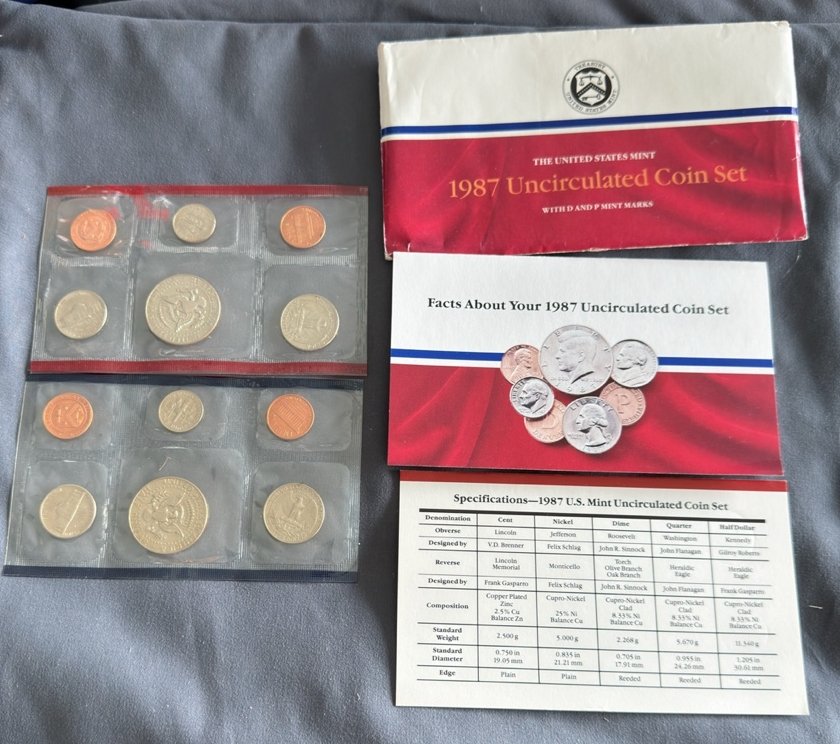 TREASURY
UNITED STATES MINT
THE UNITED STATES MINT
1987 Uncirculated Coin Set
WITH D AND P MINT MARKS
Facts About Your 1987 Uncirculated Coin Set
LIBERTY
P
D
Specifications—1987 U.S. Mint Uncirculated Coin Set
Denomination Cent Nickel Dime Quarter Half Dollar
Obverse Lincoln Jefferson Roosevelt Washington Kennedy
Designed by V.D. Brenner Felix Schlag John R. Sinnock John Flanagan Gilroy Roberts
Reverse Lincoln Memorial Monticello Torch Olive Branch Oak Branch Heraldic Eagle Heraldic Eagle
Designed by Frank Gasparro Felix Schlag John R. Sinnock John Flanagan Frank Gasparro
Composition Copper Plated Zinc 2.5% Cu Balance Zn Cupro-Nickel 25% Ni Balance Cu Cupro-Nickel Clad 8.33% Ni Balance Cu Cupro-Nickel Clad 8.33% Ni Balance Cu Cupro-Nickel Clad 8.33% Ni Balance Cu
Standard Weight 2.500 g 5.000 g 2.268 g 5.670 g 11.340 g
Standard Diameter 0.750 in 19.05 mm 0.835 in 21.21 mm 0.705 in 17.91 mm 0.955 in 24.26 mm 1.205 in 30.61 mm
Edge Plain Plain Reeded Reeded Reeded